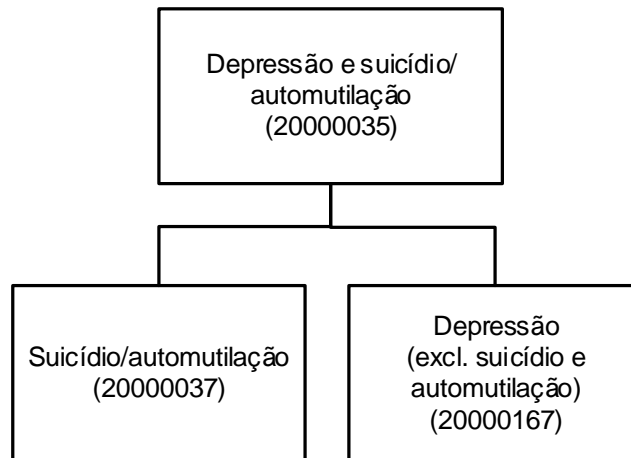 Depressão e suicídio/
automutilação
(20000035)
Suicídio/automutilação
(20000037)
Depressão
(excl. suicídio e
automutilação)
(20000167)